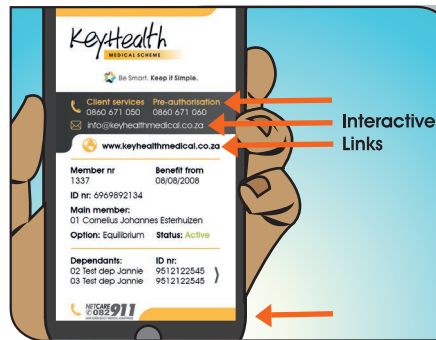 KeyHealth
MEDICAL SCHEME
Be Smart. Keep it Simple.
Client services Pre-authorisation
0860 671 050 0860 671 060
info@keyhealthmedical.co.za
www.keyhealthmedical.co.za
Interactive
Links
Member nr Benefit from
1337 08/08/2008
ID nr: 6969892134
Main member:
01 Cornelius Johannes Esterhuizen
Option: Equilibrium Status: Active
Dependants: ID nr:
02 Test dep Jannie 9512122545
03 Test dep Jannie 9512122545
NETCARE 911
082